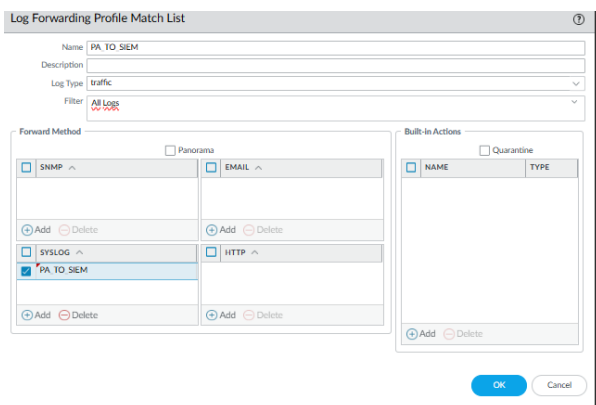 Log Forwarding Profile Match List
Name PA_TO_SIEM
Description
Log Type traffic
Filter All Logs
Forward Method
Panorama
SNMP
EMAIL
Add Delete
Add Delete
SYSLOG
HTTP
PA_TO_SIEM
Add Delete
Add Delete
Built-in Actions
Quarantine
NAME TYPE
Add Delete
OK Cancel